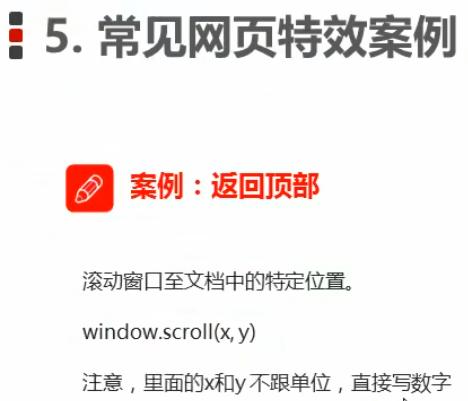 5. 常见网页特效案例
案例：返回顶部
滚动窗口至文档中的特定位置。
window.scroll(x, y)
注意，里面的x和y 不跟单位，直接写数字